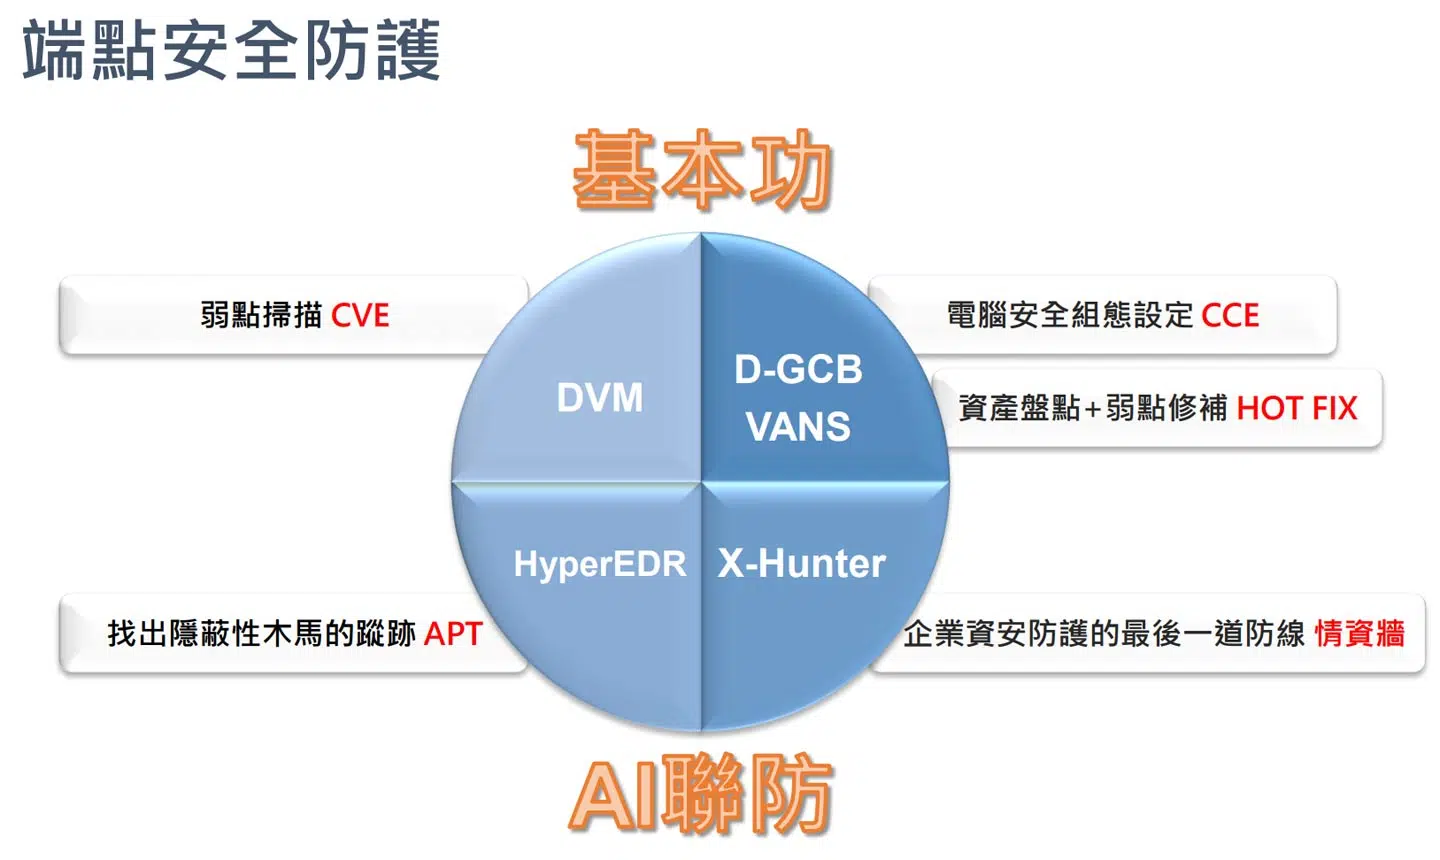 端點安全防護
基本功
弱點掃描 CVE
電腦安全組態設定 CCE
資產盤點+弱點修補 HOT FIX
DVM
D-GCB
VANS
HyperEDR
X-Hunter
找出隱蔽性木馬的蹤跡 APT
企業資安防護的最後一道防線 情資牆
AI聯防